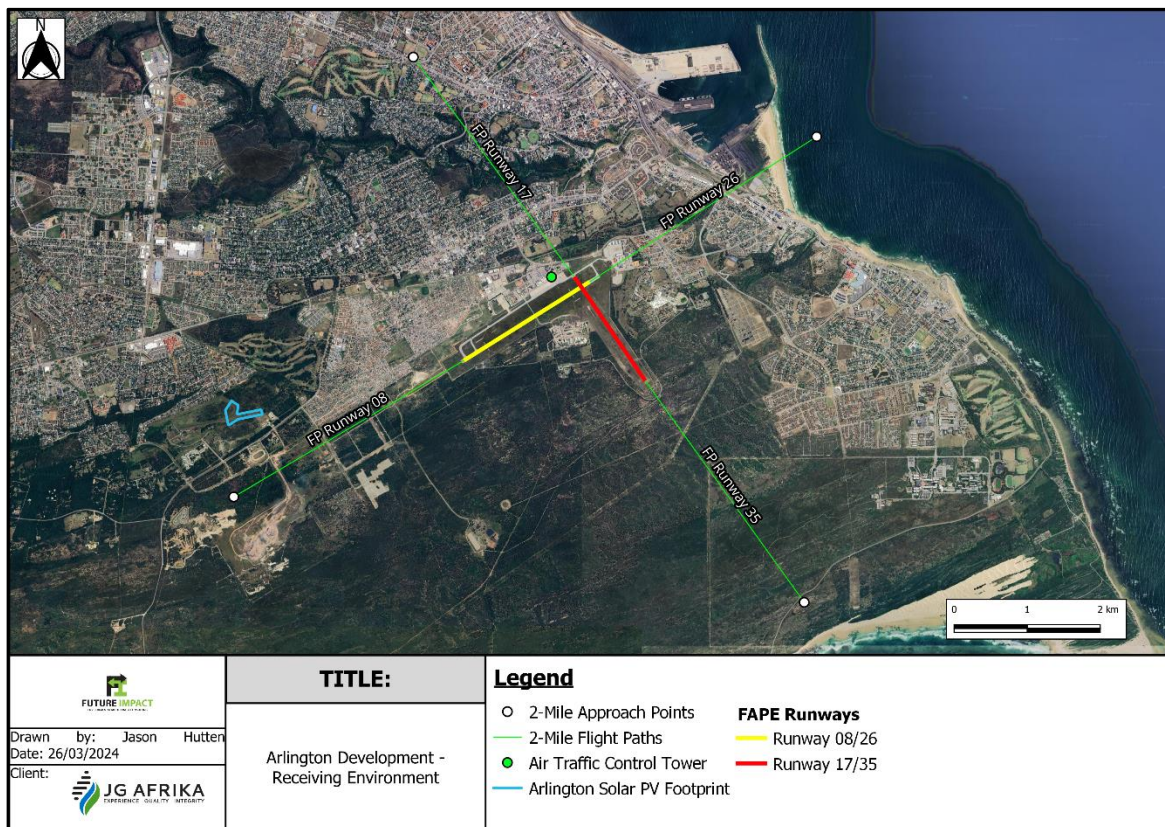 N
FP Runway 17
FP Runway 26
FP Runway 08
FP Runway 35
0 1 2 km
FUTURE IMPACT
Drawn by: Jason Hutten
Date: 26/03/2024
Client:
JG AFRIKA
EXPERIENCE QUALITY INTEGRITY
TITLE:
Arlington Development -
Receiving Environment
Legend
2-Mile Approach Points
2-Mile Flight Paths
Air Traffic Control Tower
Arlington Solar PV Footprint
FAPE Runways
Runway 08/26
Runway 17/35